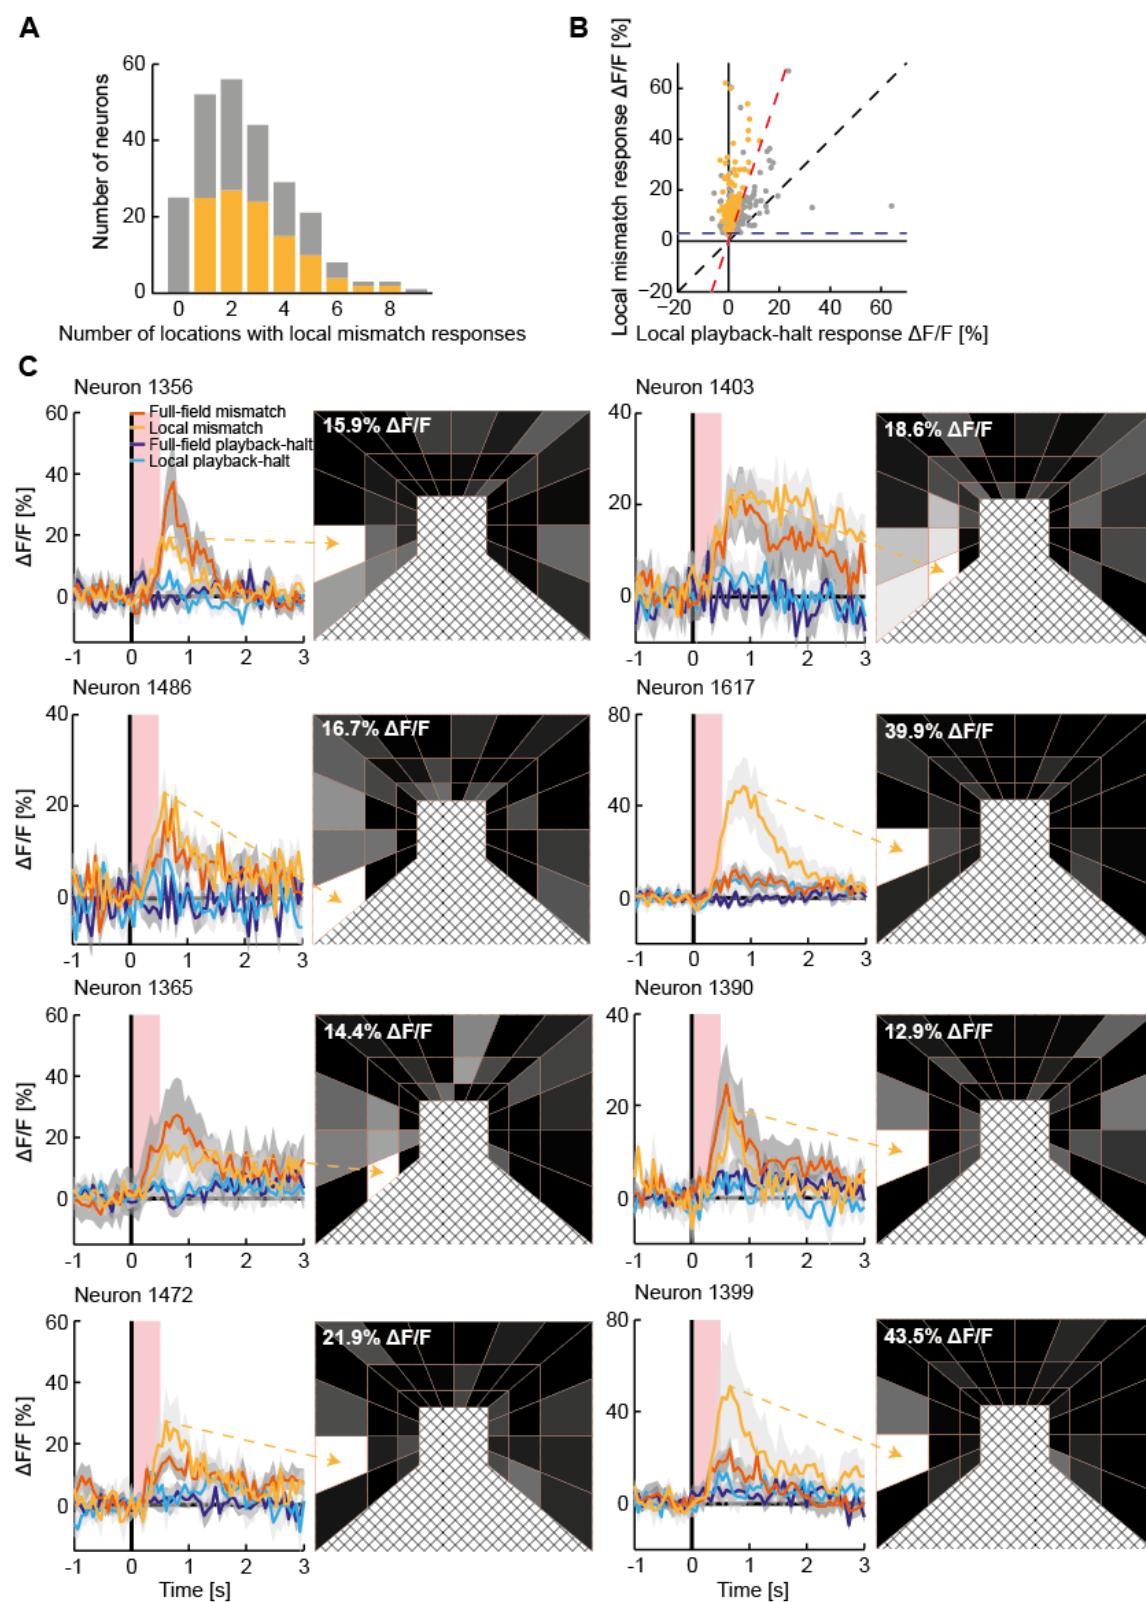 A
Number of neurons
60
40
20
0
0 2 4 6 8
Number of locations with local mismatch responses
B
Local mismatch response ΔF/F [%]
60
40
20
0
−20
−20 0 20 40 60
Local playback-halt response ΔF/F [%]
C
Neuron 1356
Full-field mismatch
Local mismatch
Full-field playback-halt
Local playback-halt
ΔF/F [%]
60
40
20
0
-1 0 1 2 3
15.9% ΔF/F
Neuron 1403
40
20
0
-1 0 1 2 3
18.6% ΔF/F
Neuron 1486
ΔF/F [%]
40
20
0
-1 0 1 2 3
16.7% ΔF/F
Neuron 1617
80
40
0
-1 0 1 2 3
39.9% ΔF/F
Neuron 1365
ΔF/F [%]
60
40
20
0
-1 0 1 2 3
14.4% ΔF/F
Neuron 1390
40
20
0
-1 0 1 2 3
12.9% ΔF/F
Neuron 1472
ΔF/F [%]
60
40
20
0
-1 0 1 2 3
Time [s]
21.9% ΔF/F
Neuron 1399
80
40
0
-1 0 1 2 3
Time [s]
43.5% ΔF/F